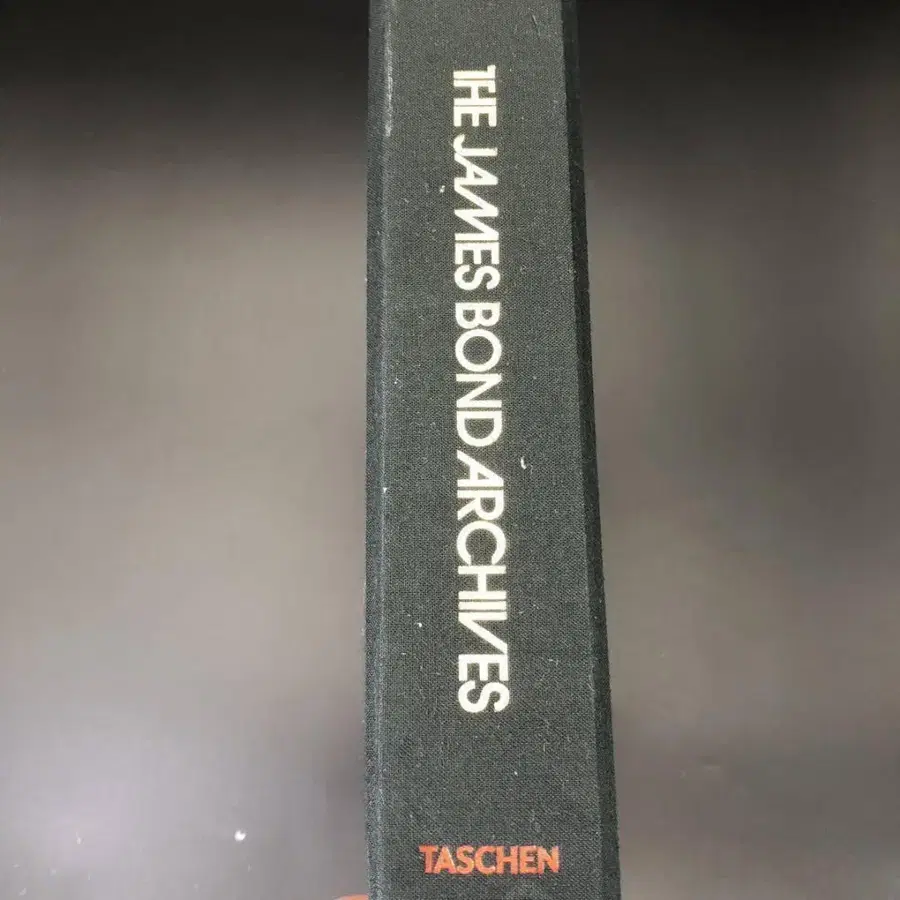 THE JAMES BOND ARCHIVES
TASCHEN